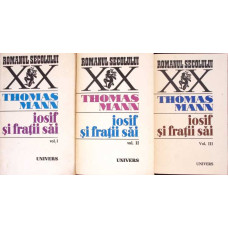 ROMANUL SECOLULUI
XX
THOMAS
MANN
iosif
și frații săi
vol. I
UNIVERS
ROMANUL SECOLULUI
XX
THOMAS
MANN
iosif
și frații săi
vol. II
UNIVERS
ROMANUL SECOLULUI
XX
THOMAS
MANN
iosif
și frații săi
Vol. III
UNIVERS